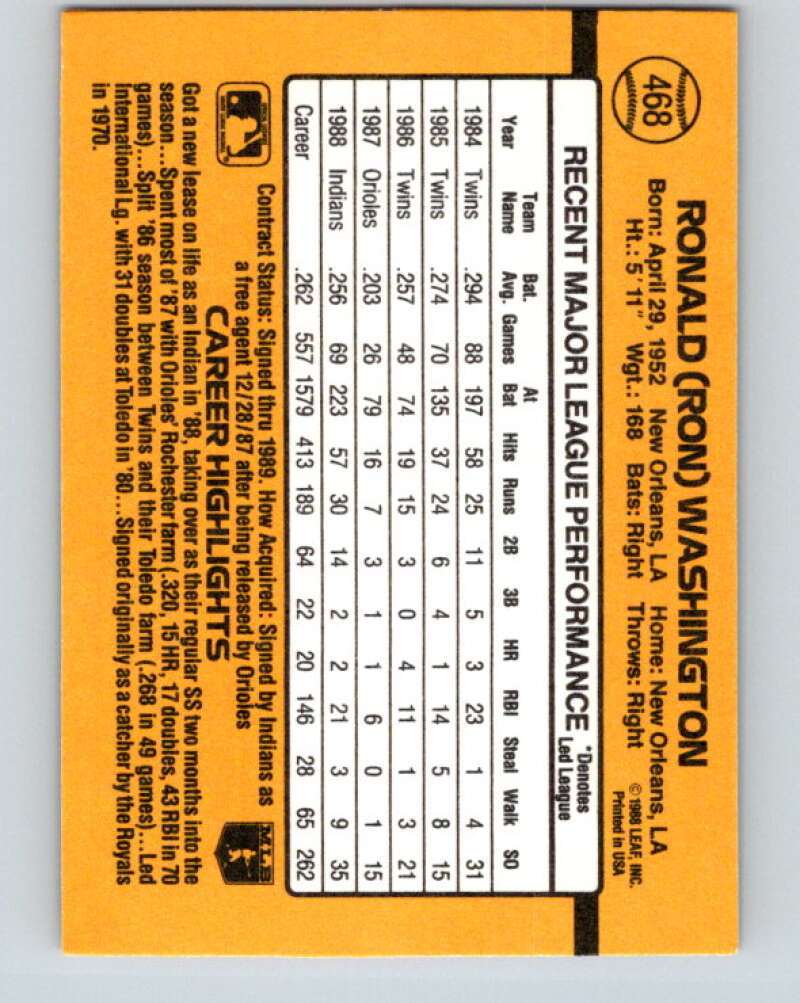 468
RONALD (RON) WASHINGTON
Born: April 29, 1952 New Orleans, LA Home: New Orleans, LA
Ht.: 5'11" Wgt.: 168 Bats: Right Throws: Right
© 1988 LEAF, INC.
Printed in USA
RECENT MAJOR LEAGUE PERFORMANCE *Denotes Led League
Year Team Name Bat. Avg. Games At Bat Hits Runs 2B 3B HR RBI Steal Walk SO
1984 Twins .294 88 197 58 25 11 5 3 23 1 4 31
1985 Twins .274 70 135 37 24 6 4 1 14 5 8 15
1986 Twins .257 48 74 19 15 3 0 4 11 1 3 21
1987 Orioles .203 26 79 16 7 3 1 1 6 0 1 15
1988 Indians .256 69 223 57 30 14 2 2 21 3 9 35
Career .262 557 1579 413 189 64 22 20 146 28 65 262
Contract Status: Signed thru 1989. How Acquired: Signed by Indians as
a free agent 12/28/87 after being released by Orioles
CAREER HIGHLIGHTS
M.L.B.
Got a new lease on life as an Indian in '88, taking over as their regular SS two months into the
season...Spent most of '87 with Orioles' Rochester farm (.320, 15 HR, 17 doubles, 43 RBI in 70
games)...Split '86 season between Twins and their Toledo farm (.268 in 49 games)...Led
International Lg. with 31 doubles at Toledo in '80...Signed originally as a catcher by the Royals
in 1970.